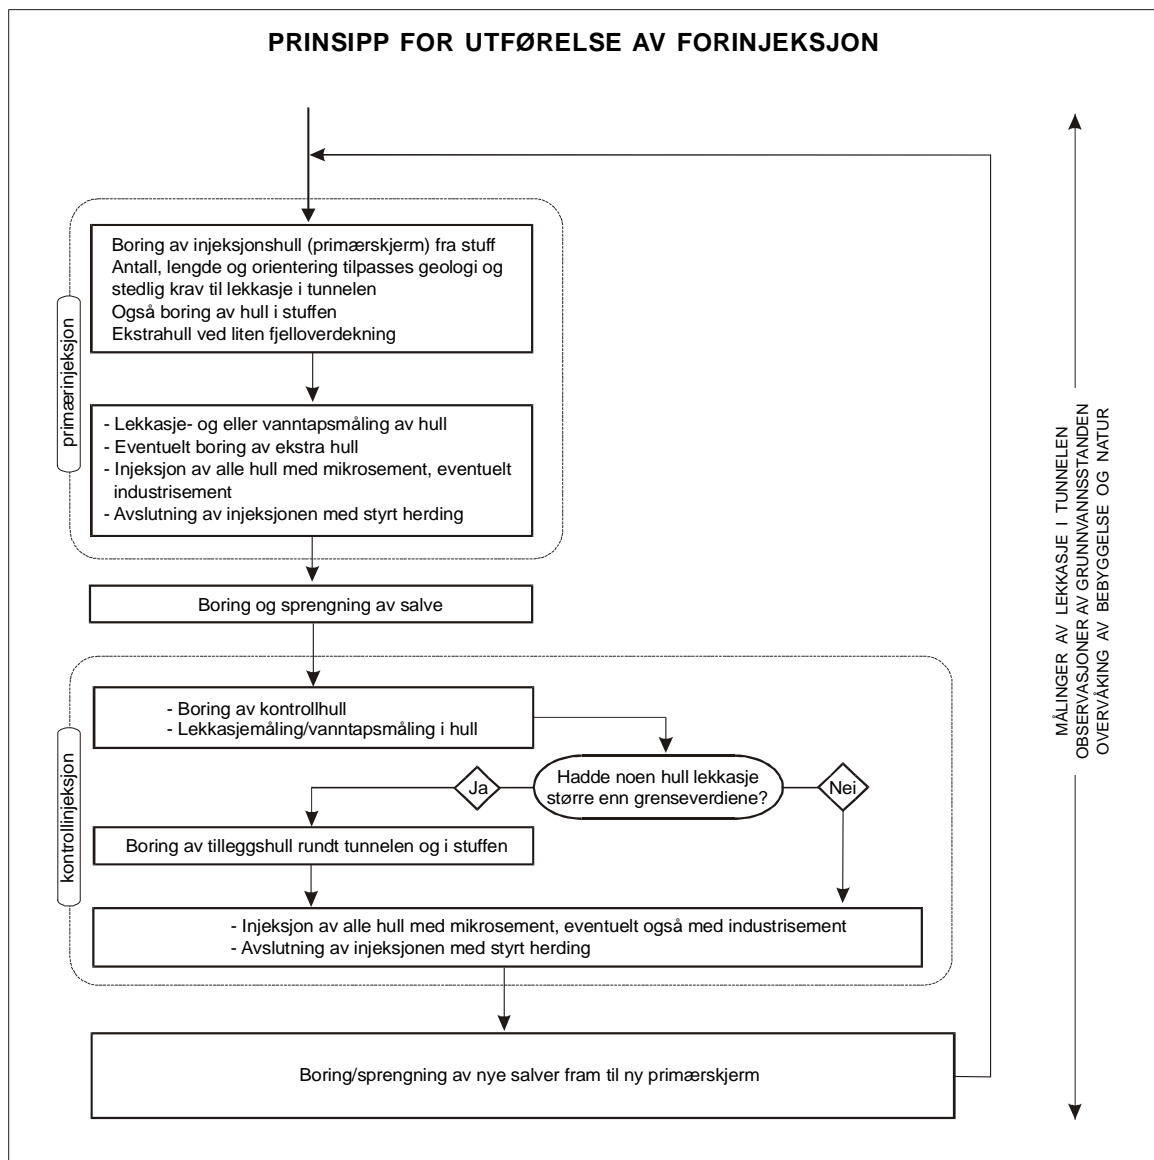 PRINSIPP FOR UTFØRELSE AV FORINJEKSJON
primærinjeksjon
Boring av injeksjonshull (primærskjerm) fra stuff
Antall, lengde og orientering tilpasses geologi og
stedlig krav til lekkasje i tunnelen
Også boring av hull i stuffen
Ekstrahull ved liten fjelloverdekning
- Lekkasje- og eller vanntapsmåling av hull
- Eventuelt boring av ekstra hull
- Injeksjon av alle hull med mikrosement, eventuelt
industrisement
- Avslutning av injeksjonen med styrt herding
Boring og sprengning av salve
kontrollinjeksjon
- Boring av kontrollhull
- Lekkasjemåling/vanntapsmåling i hull
Hadde noen hull lekkasje
større enn grenseverdiene?
Ja
Nei
Boring av tilleggshull rundt tunnelen og i stuffen
- Injeksjon av alle hull med mikrosement, eventuelt også med industrisement
- Avslutning av injeksjonen med styrt herding
Boring/sprengning av nye salver fram til ny primærskjerm
MÅLINGER AV LEKKASJE I TUNNELEN
OBSERVASJONER AV GRUNNVANNSSTANDEN
OVERVÅKING AV BEBYGGELSE OG NATUR